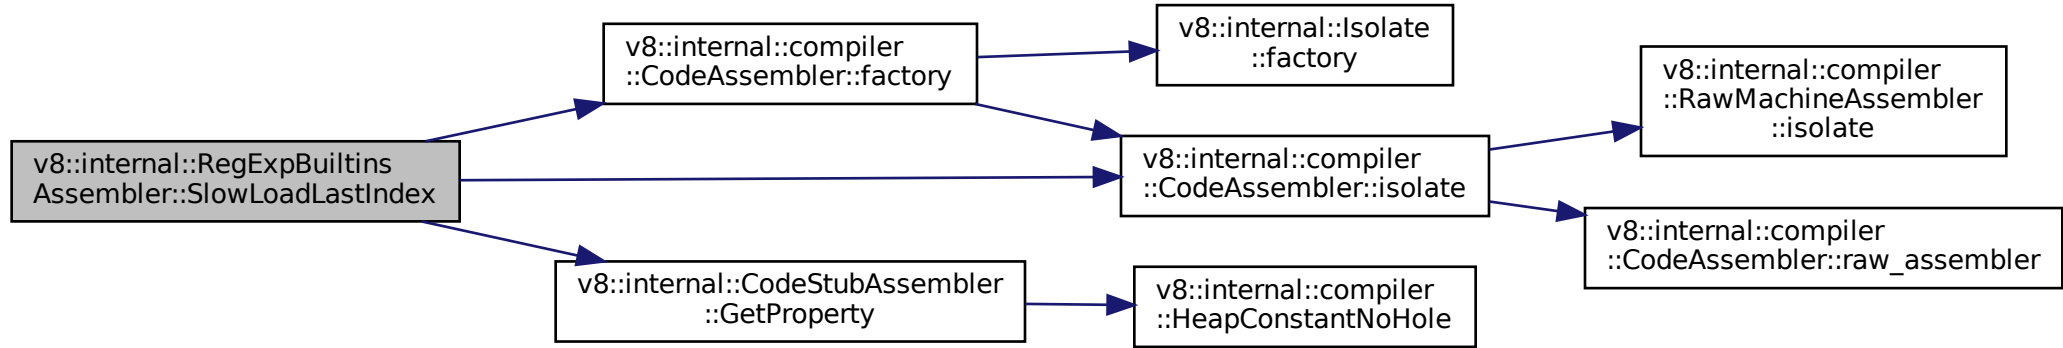 v8::internal::RegExpBuiltins
Assembler::SlowLoadLastIndex
v8::internal::compiler
::CodeAssembler::factory
v8::internal::Isolate
::factory
v8::internal::compiler
::CodeAssembler::isolate
v8::internal::compiler
::RawMachineAssembler
::isolate
v8::internal::compiler
::CodeAssembler::raw_assembler
v8::internal::CodeStubAssembler
::GetProperty
v8::internal::compiler
::HeapConstantNoHole